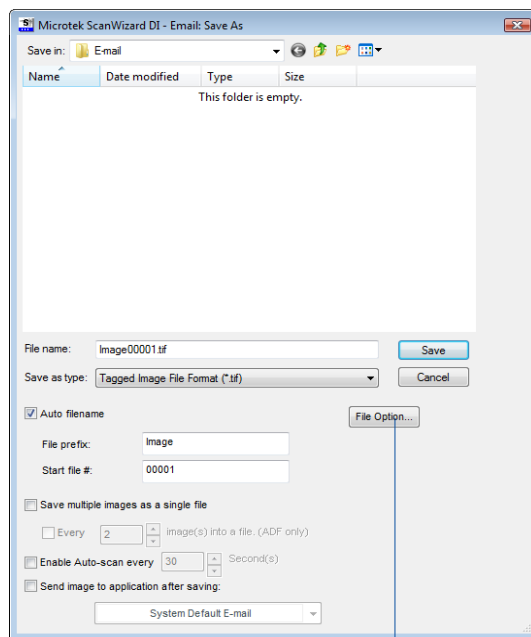 Microtek ScanWizard DI - Email: Save As
Save in: E-mail
Name Date modified Type Size
This folder is empty.
File name: Image00001.tif Save
Save as type: Tagged Image File Format (*.tif) Cancel
Auto filename File Option...
File prefix: Image
Start file #: 00001
Save multiple images as a single file
Every 2 image(s) into a file. (ADF only)
Enable Auto-scan every 30 Second(s)
Send image to application after saving:
System Default E-mail